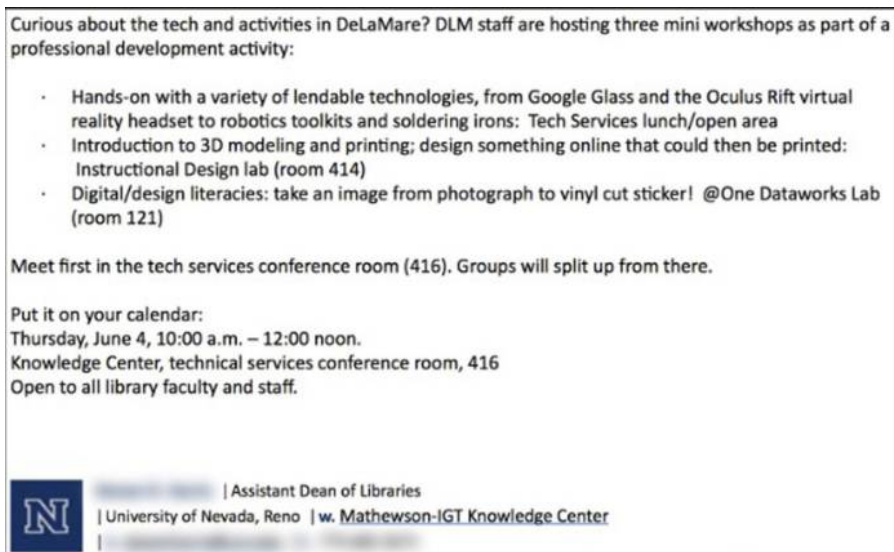 Curious about the tech and activities in DeLaMare? DLM staff are hosting three mini workshops as part of a
professional development activity:
· Hands-on with a variety of lendable technologies, from Google Glass and the Oculus Rift virtual
reality headset to robotics toolkits and soldering irons: Tech Services lunch/open area
· Introduction to 3D modeling and printing; design something online that could then be printed:
Instructional Design lab (room 414)
· Digital/design literacies: take an image from photograph to vinyl cut sticker! @One Dataworks Lab
(room 121)
Meet first in the tech services conference room (416). Groups will split up from there.
Put it on your calendar:
Thursday, June 4, 10:00 a.m. – 12:00 noon.
Knowledge Center, technical services conference room, 416
Open to all library faculty and staff.
| Assistant Dean of Libraries
N | University of Nevada, Reno | w. Mathewson-IGT Knowledge Center
|